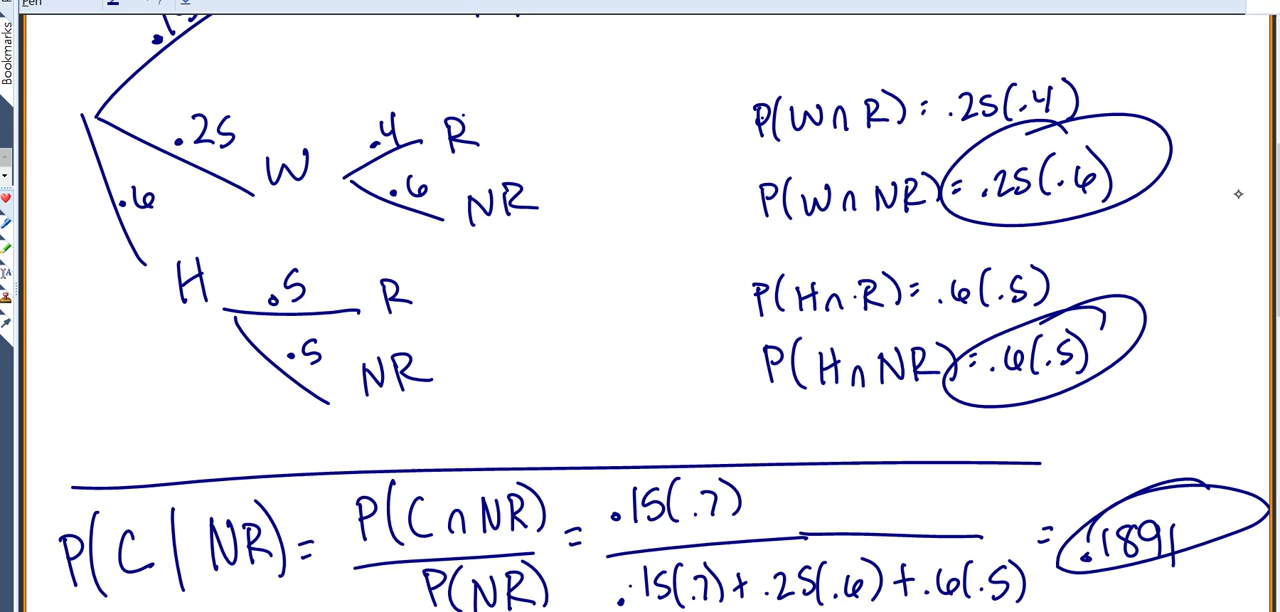 Pen
Bookmarks
.25
.4 R
P(W∩R) = .25(.4)
W
.6
.6
NR
P(W∩NR) = .25(.6)
H
.5
R
P(H∩R) = .6(.5)
.5
NR
P(H∩NR) = .6(.5)
P(C | NR) = P(C∩NR) / P(NR) = .15(.7) / .15(.7) + .25(.6) + .6(.5) = .1891